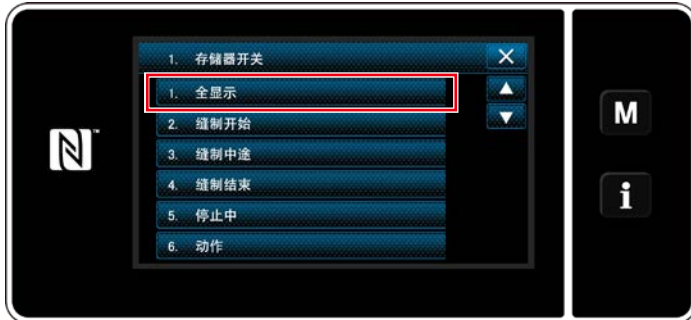 1. 存储器开关
1. 全显示
2. 缝制开始
3. 缝制中途
4. 缝制结束
5. 停止中
6. 动作
M
i